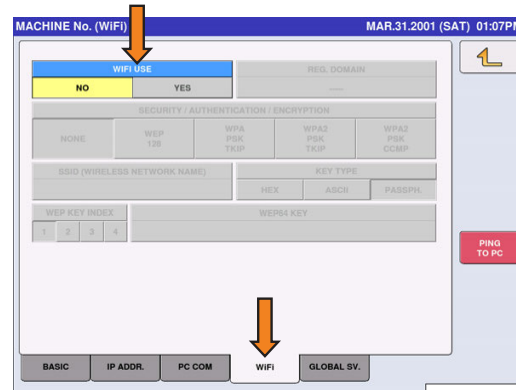 MACHINE No. (WiFi)
MAR.31.2001 (SAT) 01:07PM
WIFI USE
REG. DOMAIN
NO
YES
----
SECURITY / AUTHENTICATION / ENCRYPTION
NONE
WEP
128
WPA
PSK
TKIP
WPA2
PSK
TKIP
WPA2
PSK
CCMP
SSID (WIRELESS NETWORK NAME)
KEY TYPE
HEX
ASCII
PASSPH.
WEP KEY INDEX
WEP64 KEY
1
2
3
4
PING
TO PC
BASIC
IP ADDR.
PC COM
WiFi
GLOBAL SV.